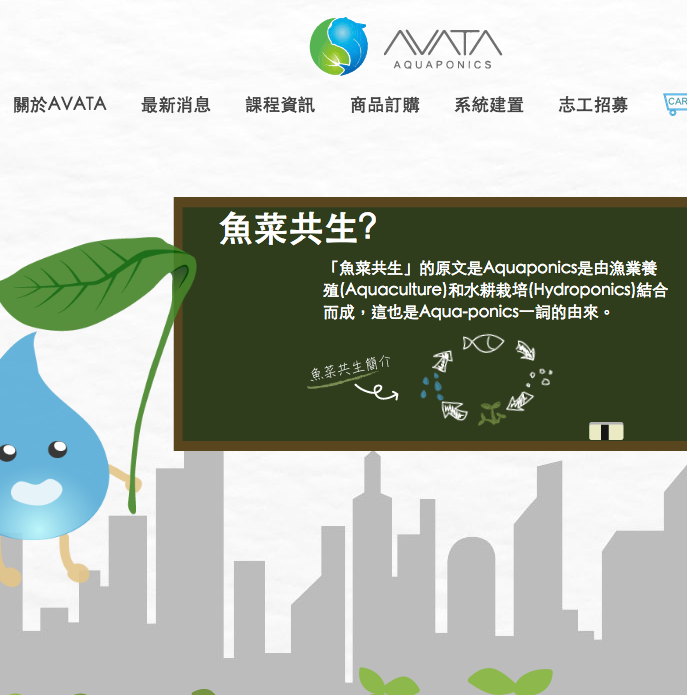 AVATA
AQUAPONICS
關於AVATA 最新消息 課程資訊 商品訂購 系統建置 志工招募 CAR
魚菜共生?
「魚菜共生」的原文是Aquaponics是由漁業養
殖(Aquaculture)和水耕栽培(Hydroponics)結合
而成，這也是Aqua-ponics一詞的由來。
魚菜共生簡介